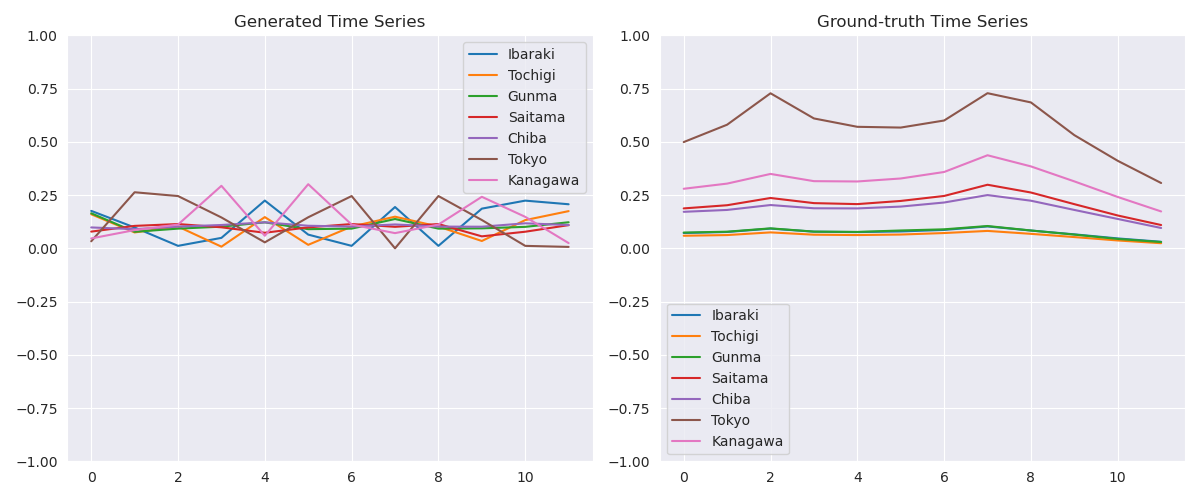 Generated Time Series
1.00
0.75
0.50
0.25
0.00
−0.25
−0.50
−0.75
−1.00
0 2 4 6 8 10
Ibaraki
Tochigi
Gunma
Saitama
Chiba
Tokyo
Kanagawa
Ground-truth Time Series
1.00
0.75
0.50
0.25
0.00
−0.25
−0.50
−0.75
−1.00
0 2 4 6 8 10
Ibaraki
Tochigi
Gunma
Saitama
Chiba
Tokyo
Kanagawa